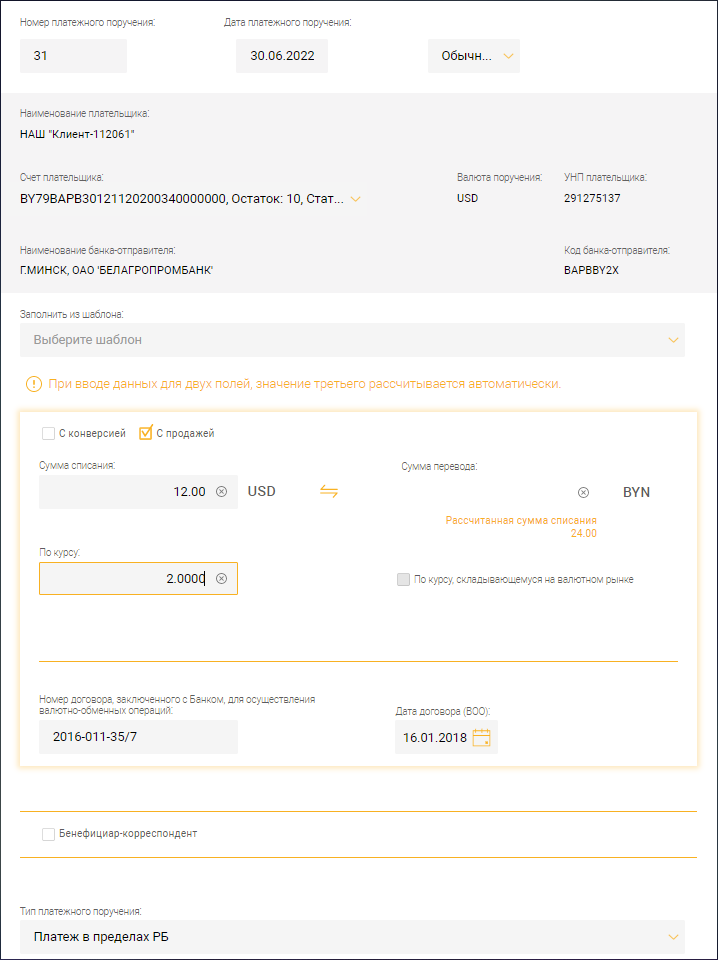 Номер платежного поручения:
Дата платежного поручения:
31
30.06.2022
Обычн...
Наименование плательщика:
НАШ "Клиент-112061"
Счет плательщика:
Валюта поручения:
УНП плательщика:
BY79BAPB30121120200340000000, Остаток: 10, Стат...
USD
291275137
Наименование банка-отправителя:
Код банка-отправителя:
Г.МИНСК, ОАО 'БЕЛАГРОПРОМБАНК'
BAPBBY2X
Заполнить из шаблона:
Выберите шаблон
При вводе данных для двух полей, значение третьего рассчитывается автоматически.
С конверсией
С продажей
Сумма списания:
Сумма перевода:
12.00
USD
BYN
Рассчитанная сумма списания
24.00
По курсу:
2.0000
По курсу, складывающемуся на валютном рынке
Номер договора, заключенного с Банком, для осуществления
валютно-обменных операций:
Дата договора (ВОО):
2016-011-35/7
16.01.2018
Бенефициар-корреспондент
Тип платежного поручения:
Платеж в пределах РБ